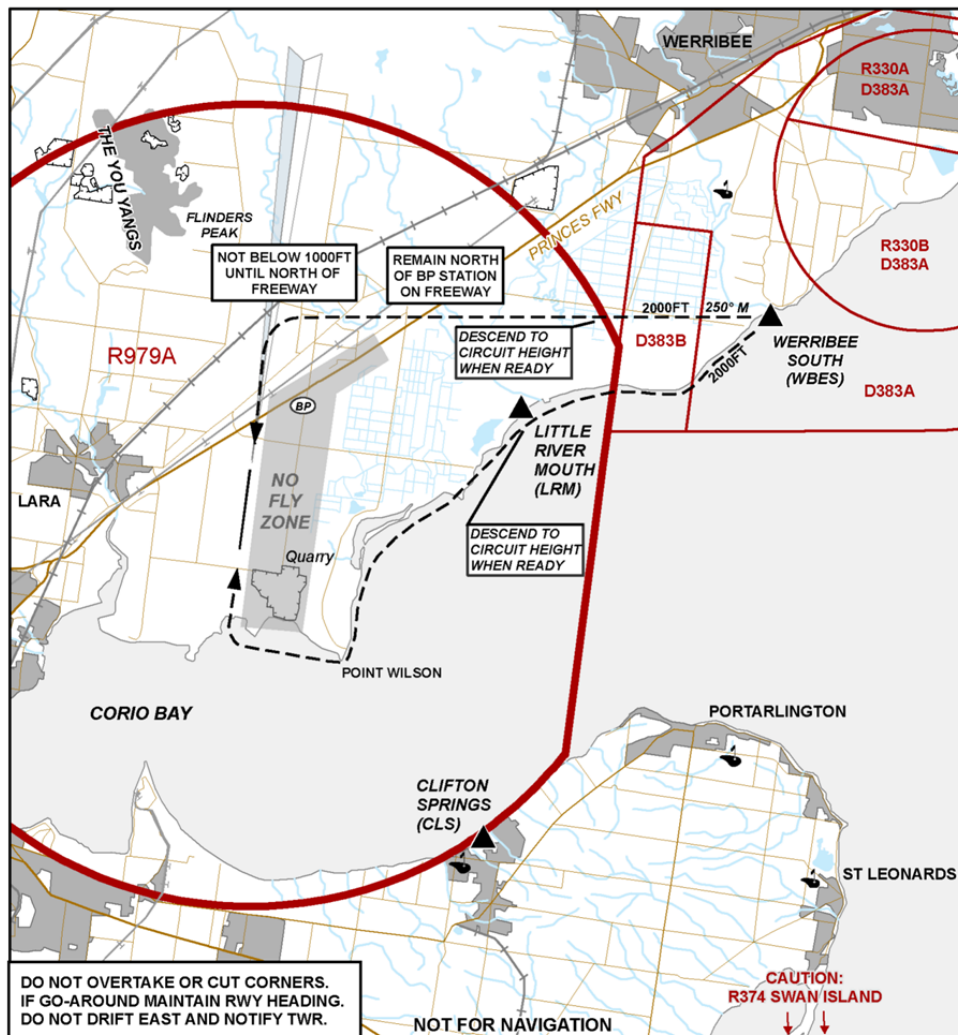 WERRIBEE
R330A
D383A
THE YOU YANGS
FLINDERS
PEAK
PRINCES FWY
NOT BELOW 1000FT
UNTIL NORTH OF
FREEWAY
REMAIN NORTH
OF BP STATION
ON FREEWAY
R330B
D383A
2000FT
250° M
R979A
DESCEND TO
CIRCUIT HEIGHT
WHEN READY
D383B
WERRIBEE
SOUTH
(WBES)
2000FT
D383A
BP
LITTLE
RIVER
MOUTH
(LRM)
LARA
NO
FLY
ZONE
DESCEND TO
CIRCUIT HEIGHT
WHEN READY
Quarry
POINT WILSON
CORIO BAY
PORTARLINGTON
CLIFTON
SPRINGS
(CLS)
ST LEONARDS
DO NOT OVERTAKE OR CUT CORNERS.
IF GO-AROUND MAINTAIN RWY HEADING.
DO NOT DRIFT EAST AND NOTIFY TWR.
CAUTION:
R374 SWAN ISLAND
NOT FOR NAVIGATION